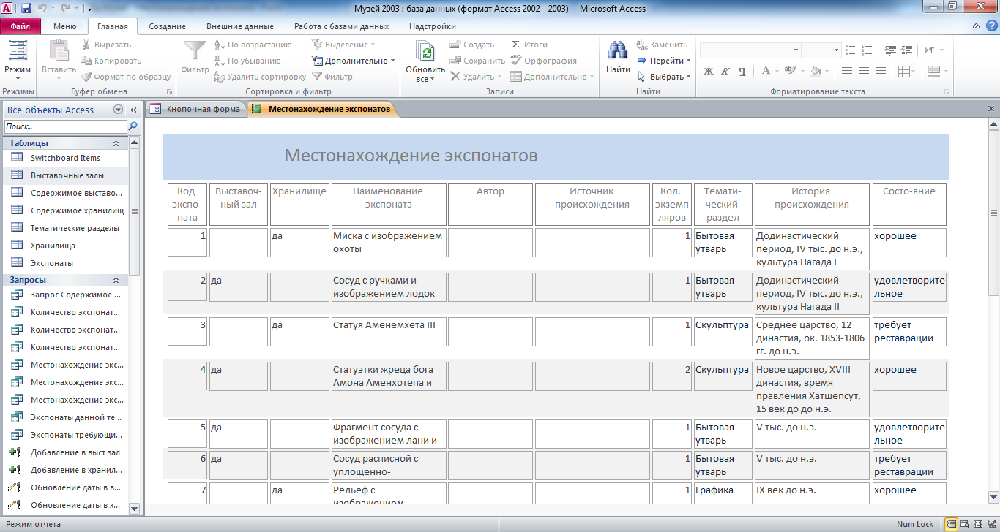 Музей 2003 : база данных (формат Access 2002 - 2003) - Microsoft Access
Файл Меню Главная Создание Внешние данные Работа с базами данных Надстройки
Режим
Режимы
Вставить
Вырезать
Копировать
Формат по образцу
Буфер обмена
Фильтр
По возрастанию
По убыванию
Удалить сортировку
Выделение
Дополнительно
Фильтр
Сортировка и фильтр
Обновить
все
Создать
Сохранить
Удалить
Итоги
Орфография
Дополнительно
Записи
Найти
Заменить
Перейти
Выбрать
Найти
Ж К Ч
Форматирование текста
Все объекты Access
Поиск...
Таблицы
Switchboard Items
Выставочные залы
Содержимое выставо...
Содержимое хранилищ
Тематические разделы
Хранилища
Экспонаты
Запросы
Запрос Содержимое ...
Количество экспонат...
Количество экспонат...
Количество экспонат...
Местонахождение экс...
Местонахождение экс...
Местонахождение экс...
Экспонаты данной те...
Экспонаты требующи...
Добавление в выст зал
Добавление в хранил...
Обновление даты в в...
Обновление даты в х...
Кнопочная форма
Местонахождение экспонатов
Местонахождение экспонатов
Код Выставоч- Хранилище Наименование Автор Источник Кол. Темати- История Состо-яние
экспо- ный зал экспоната происхождения экземп ческий происхождения
ната ляров раздел
1 да Миска с изображением 1 Бытовая Додинастический хорошее
охоты утварь период, IV тыс. до н.э.,
культура Нагада I
2 да Сосуд с ручками и 1 Бытовая Додинастический удовлетворите
изображением лодок утварь период, IV тыс. до н.э., льное
культура Нагада II
3 да Статуя Аменемхета III 1 Скульптура Среднее царство, 12 требует
династия, ок. 1853-1806 реставрации
гг. до н.э.
4 да Статуэтки жреца бога 2 Скульптура Новое царство, XVIII хорошее
Амона Аменхотепа и династия, время
правления Хатшепсут,
15 век до до н.э.
5 да Фрагмент сосуда с 1 Бытовая V тыс. до н.э. удовлетворите
изображением лани и утварь льное
6 да Сосуд расписной с 1 Бытовая V тыс. до н.э. требует
уплощенно- утварь реставрации
7 да Рельеф с 1 Графика IX век до н.э. хорошее
изображением
Режим отчета
Num Lock